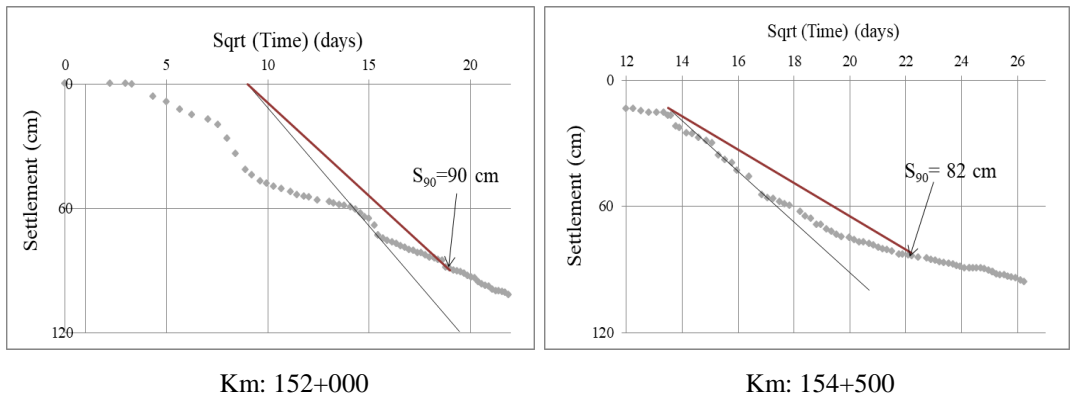 Sqrt (Time) (days)
0 5 10 15 20
0
60
120
Settlement (cm)
S90=90 cm
Km: 152+000
Sqrt (Time) (days)
12 14 16 18 20 22 24 26
0
60
120
Settlement (cm)
S90= 82 cm
Km: 154+500